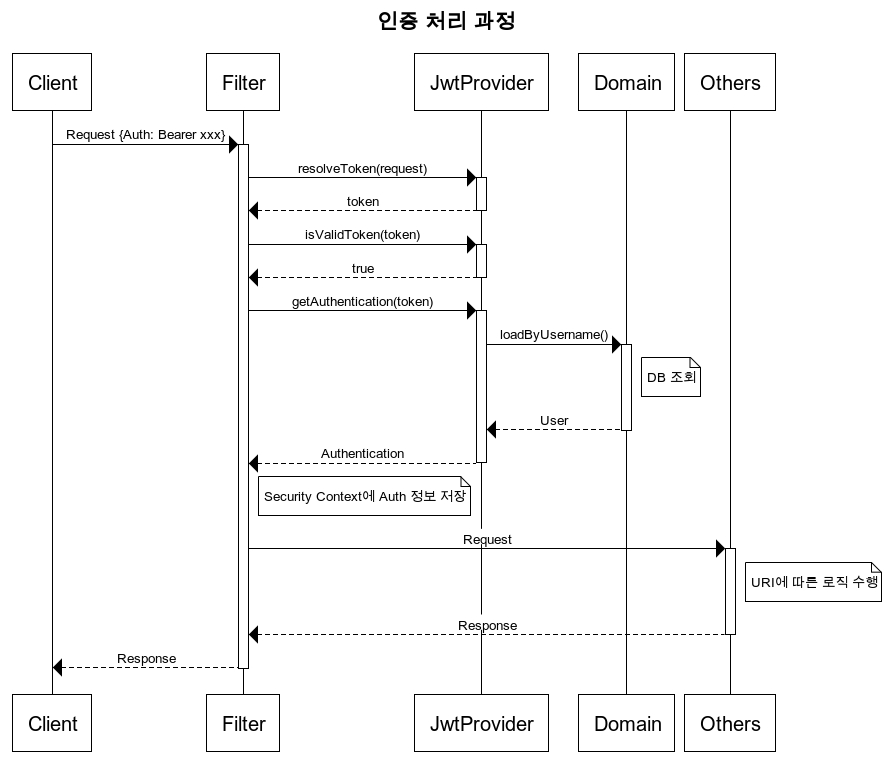 인증 처리 과정
Client
Filter
JwtProvider
Domain
Others
Request {Auth: Bearer xxx}
resolveToken(request)
token
isValidToken(token)
true
getAuthentication(token)
loadByUsername()
DB 조회
User
Authentication
Security Context에 Auth 정보 저장
Request
URI에 따른 로직 수행
Response
Response
Client
Filter
JwtProvider
Domain
Others